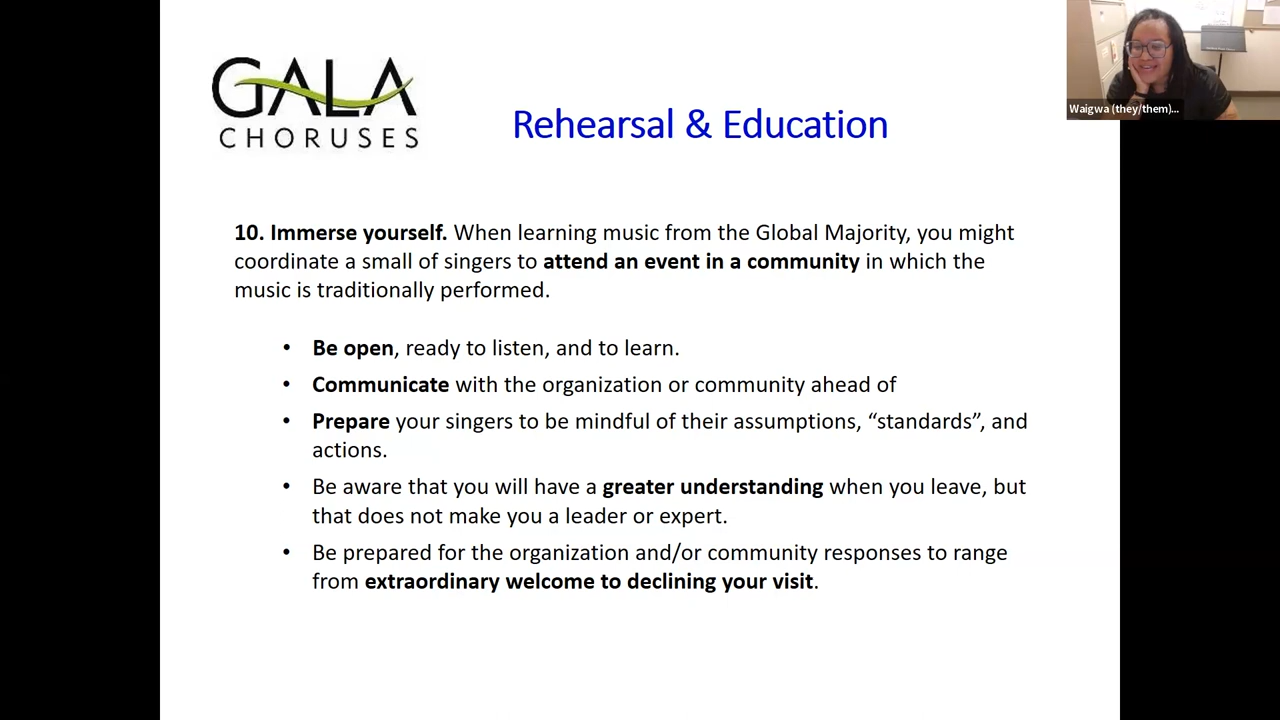 GALA
CHORUSES
Rehearsal & Education
Waigwa (they/them)...
10. Immerse yourself. When learning music from the Global Majority, you might
coordinate a small of singers to attend an event in a community in which the
music is traditionally performed.
• Be open, ready to listen, and to learn.
• Communicate with the organization or community ahead of
• Prepare your singers to be mindful of their assumptions, “standards”, and
actions.
• Be aware that you will have a greater understanding when you leave, but
that does not make you a leader or expert.
• Be prepared for the organization and/or community responses to range
from extraordinary welcome to declining your visit.